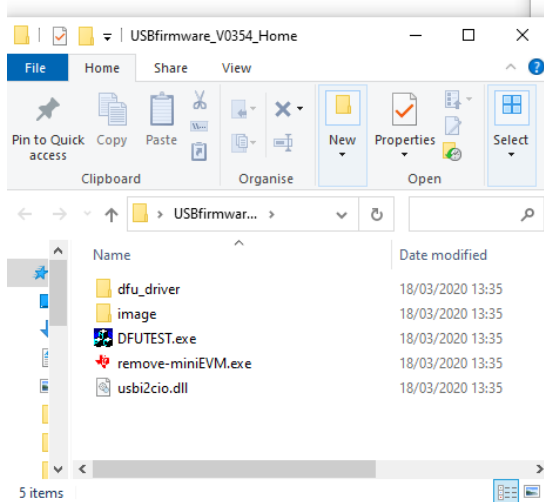 USBfirmware_V0354_Home
File Home Share View
Pin to Quick access
Copy
Paste
New
Properties
Select
Clipboard Organise Open
USBfirmwar...
Name Date modified
dfu_driver 18/03/2020 13:35
image 18/03/2020 13:35
DFUTEST.exe 18/03/2020 13:35
remove-miniEVM.exe 18/03/2020 13:35
usbi2cio.dll 18/03/2020 13:35
5 items